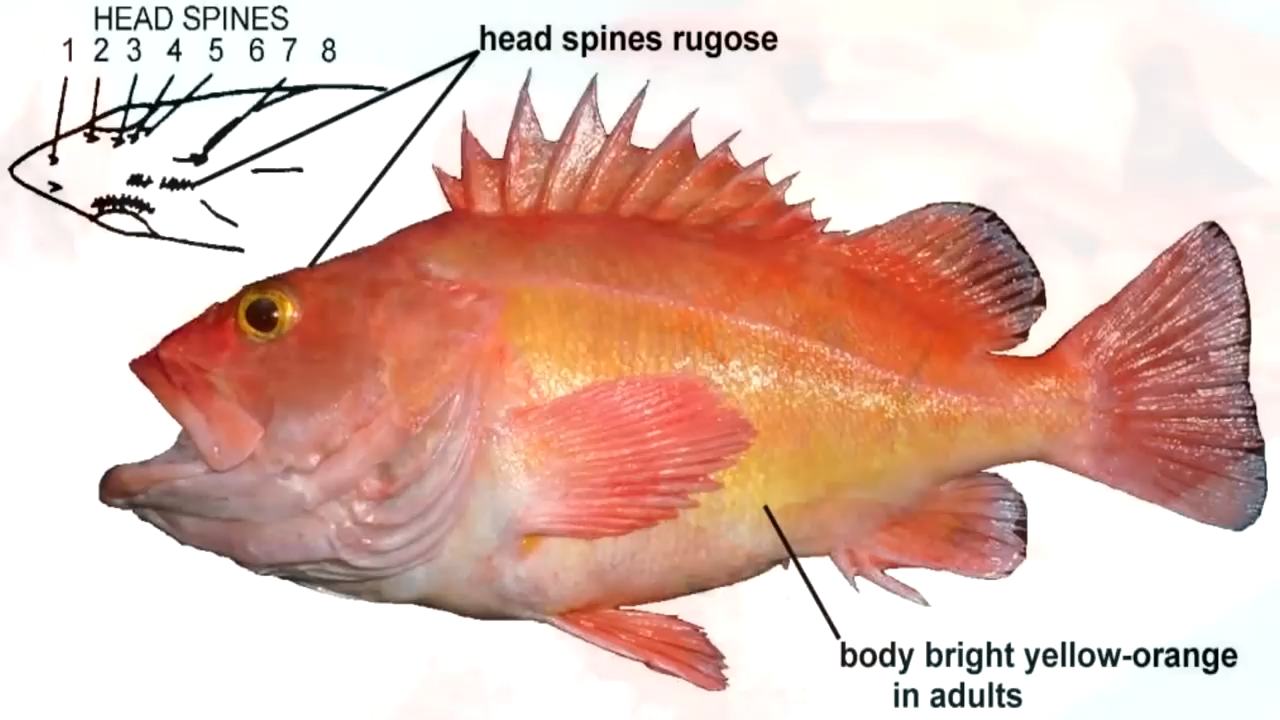 HEAD SPINES
1 2 3 4 5 6 7 8
head spines rugose
body bright yellow-orange
in adults